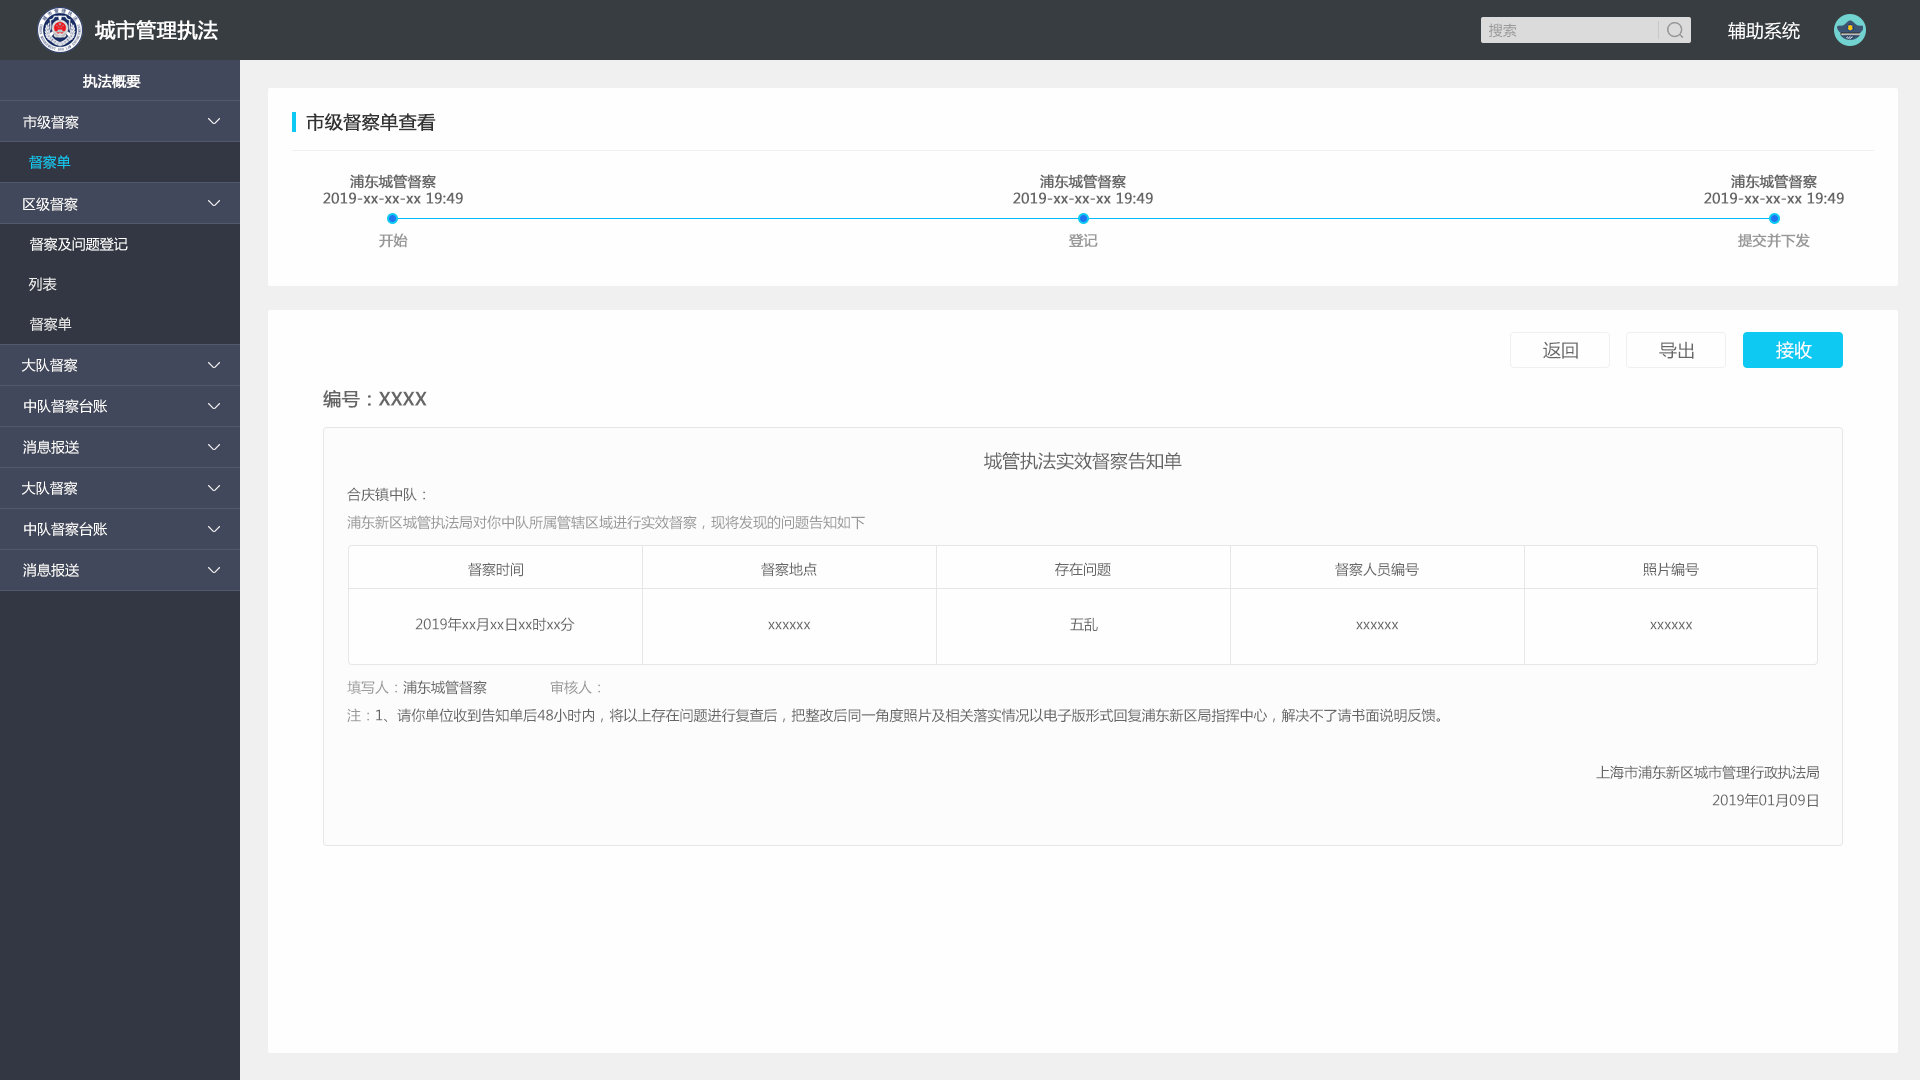 城市管理执法
搜索
辅助系统
执法概要
市级督察
督察单
区级督察
督察及问题登记
列表
督察单
大队督察
中队督察台账
消息报送
大队督察
中队督察台账
消息报送
市级督察单查看
浦东城管督察
2019-xx-xx-xx 19:49
开始
浦东城管督察
2019-xx-xx-xx 19:49
登记
浦东城管督察
2019-xx-xx-xx 19:49
提交并下发
返回
导出
接收
编号：XXXX
城管执法实效督察告知单
合庆镇中队：
浦东新区城管执法局对你中队所属管辖区域进行实效督察，现将发现的问题告知如下
督察时间 督察地点 存在问题 督察人员编号 照片编号
2019年xx月xx日xx时xx分 xxxxxx 五乱 xxxxxx xxxxxx
填写人：浦东城管督察 审核人：
注：1、请你单位收到告知单后48小时内，将以上存在问题进行复查后，把整改后同一角度照片及相关落实情况以电子版形式回复浦东新区局指挥中心，解决不了请书面说明反馈。
上海市浦东新区城市管理行政执法局
2019年01月09日